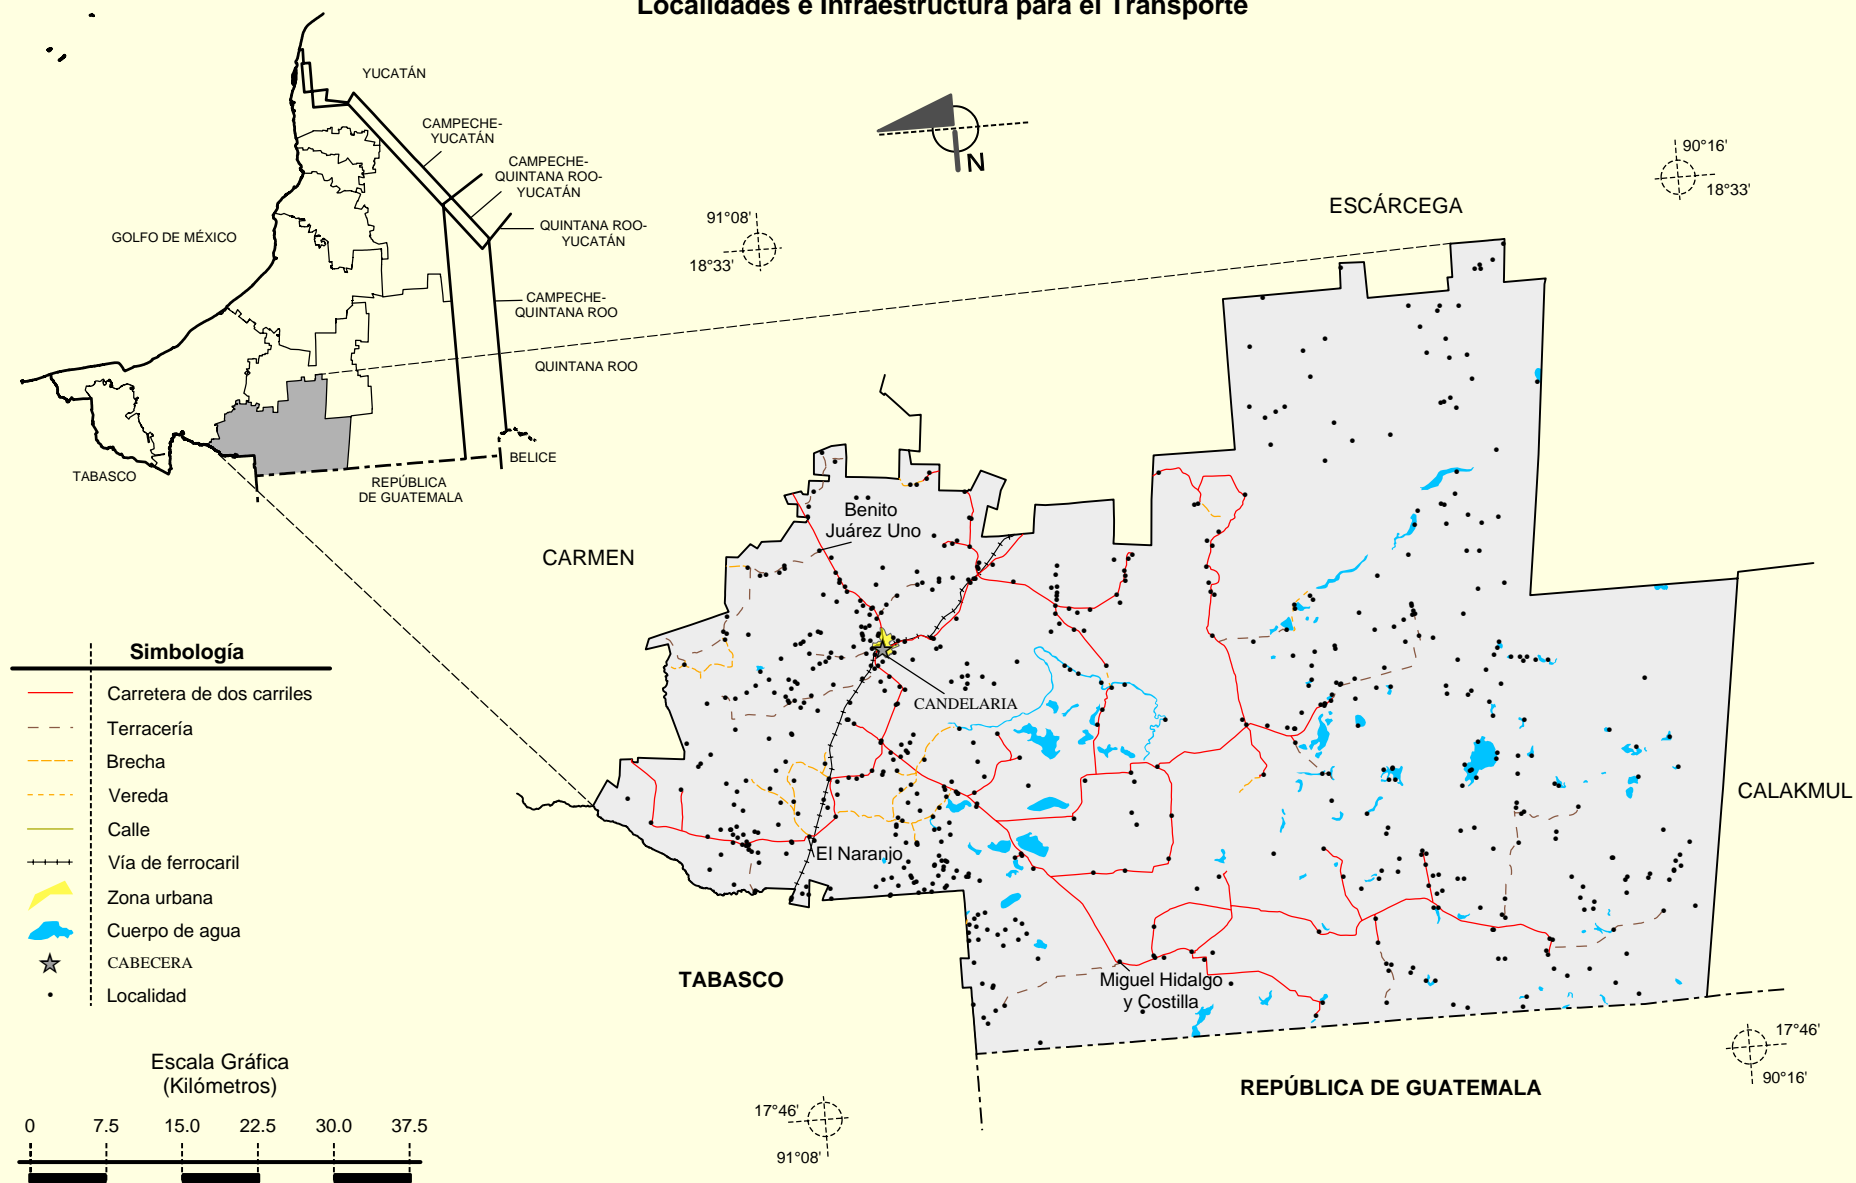 Localidades e Infraestructura para el Transporte
YUCATÁN
CAMPECHE-
YUCATÁN
CAMPECHE-
QUINTANA ROO-
YUCATÁN
QUINTANA ROO-
YUCATÁN
GOLFO DE MÉXICO
CAMPECHE-
QUINTANA ROO
QUINTANA ROO
BELICE
TABASCO
REPÚBLICA
DE GUATEMALA
N
91°08'
18°33'
90°16'
18°33'
ESCÁRCEGA
CARMEN
Benito
Juárez Uno
CANDELARIA
El Naranjo
Miguel Hidalgo
y Costilla
CALAKMUL
TABASCO
REPÚBLICA DE GUATEMALA
17°46'
91°08'
17°46'
90°16'
Simbología
Carretera de dos carriles
Terracería
Brecha
Vereda
Calle
Vía de ferrocaril
Zona urbana
Cuerpo de agua
CABECERA
Localidad
Escala Gráfica
(Kilómetros)
0 7.5 15.0 22.5 30.0 37.5